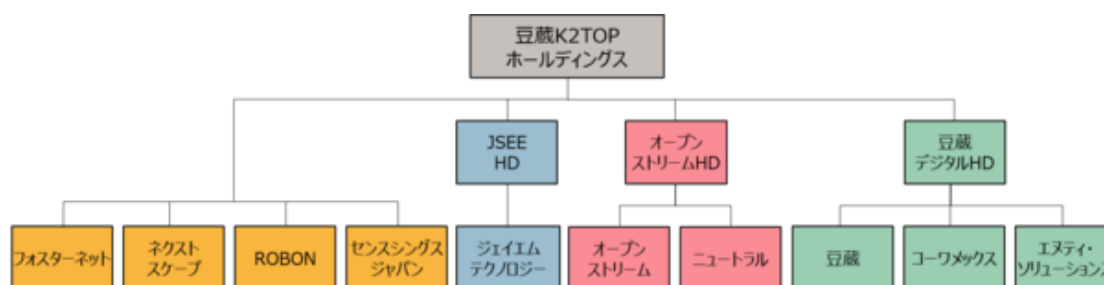 豆蔵K2TOP
ホールディングス
JSEE
HD
オープン
ストリームHD
豆蔵
デジタルHD
フォスターネット
ネクスト
スケープ
ROBON
センスシングス
ジャパン
ジェイエム
テクノロジー
オープン
ストリーム
ニュートラル
豆蔵
コーワメックス
エヌティ・
ソリューションズ